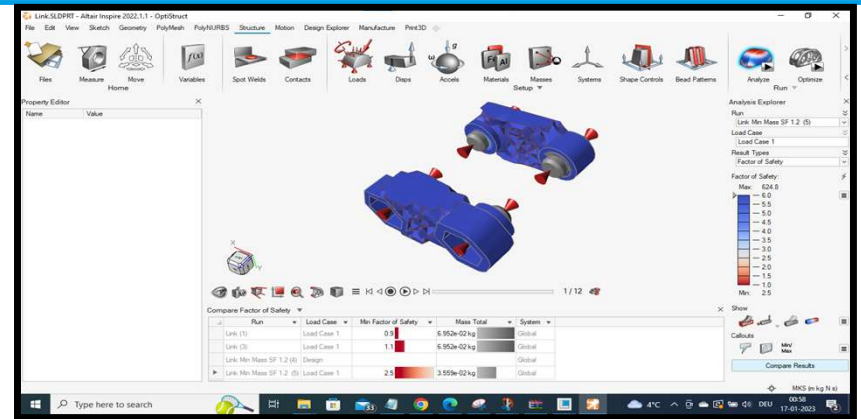 Link.SLDPRT - Altair Inspire 2022.1.1 - OptiStruct
File Edit View Sketch Geometry PolyMesh PolyNURBS Structure Motion Design Explorer Manufacture Print3D
Files Measure Move Variables Spot Welds Contacts Loads Disps Accels Materials Masses Systems Shape Controls Bead Patterns Analyze Optimize
Home Setup Run
Property Editor
Name Value
Analysis Explorer
Run
Link Min Mass SF 1.2 (5)
Load Case
Load Case 1
Result Types
Factor of Safety
Factor of Safety:
Max: 624.8
6.0
5.5
5.0
4.5
4.0
3.5
3.0
2.5
2.0
1.5
1.0
Min: 2.5
X Y
1 / 12
Compare Factor of Safety
Run Load Case Min Factor of Safety Mass Total System
Link (1) Load Case 1 0.9 6.952e-02 kg Global
Link (3) Load Case 1 1.1 6.952e-02 kg Global
Link Min Mass SF 1.2 (4) Design Global
Link Min Mass SF 1.2 (5) Load Case 1 2.5 3.559e-02 kg Global
Show
Callouts
Min/
Max
Compare Results
MKS (m kg N s)
Type here to search
4°C DEU 00:58
17-01-2023